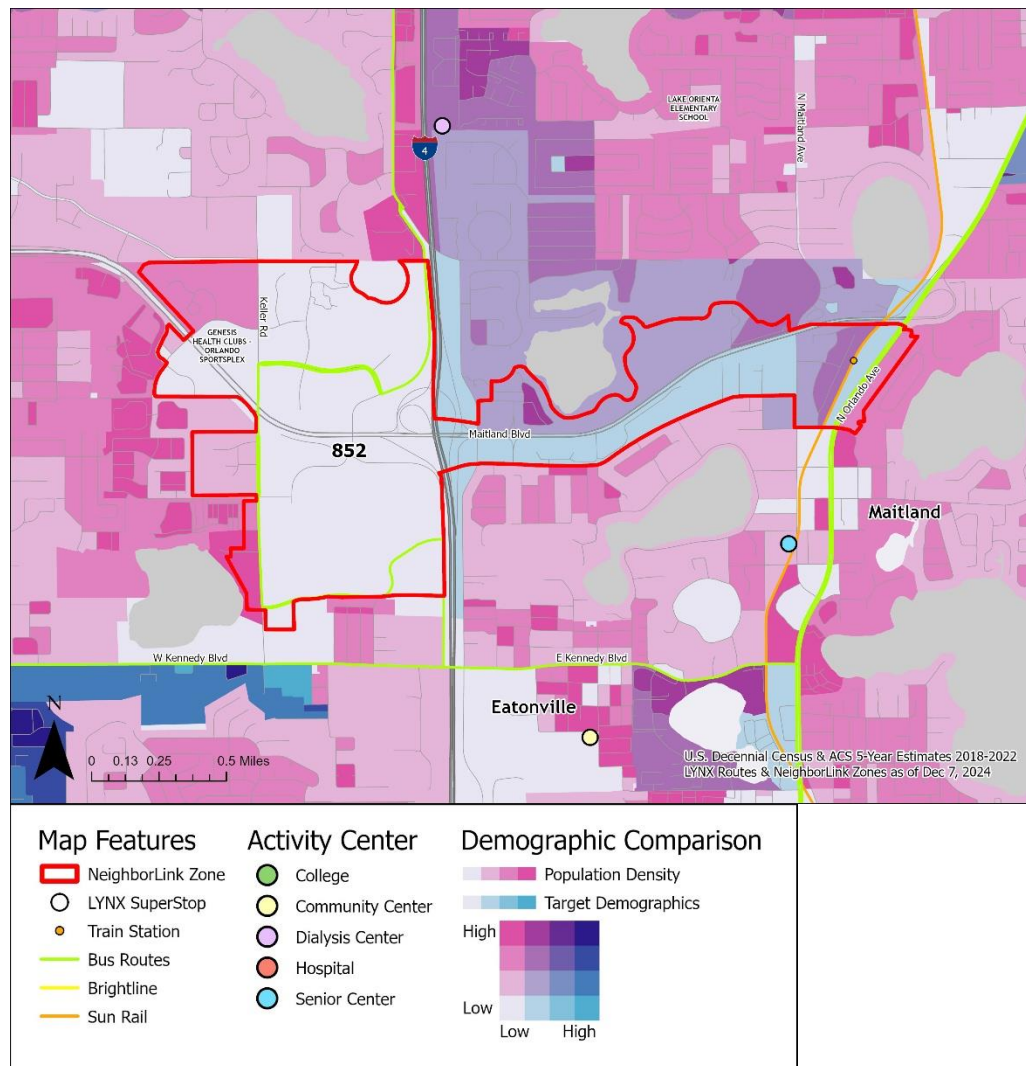 LAKE ORIENTA
ELEMENTARY
SCHOOL
N Maitland Ave
4
Keller Rd
GENESIS
HEALTH CLUBS -
ORLANDO
SPORTSPLEX
N Orlando Ave
Maitland Blvd
852
Maitland
W Kennedy Blvd
E Kennedy Blvd
Eatonville
N
0 0.13 0.25 0.5 Miles
U.S. Decennial Census & ACS 5-Year Estimates 2018-2022
LYNX Routes & NeighborLink Zones as of Dec 7, 2024
Map Features
NeighborLink Zone
LYNX SuperStop
Train Station
Bus Routes
Brightline
Sun Rail
Activity Center
College
Community Center
Dialysis Center
Hospital
Senior Center
Demographic Comparison
Population Density
Target Demographics
High
Low
Low High